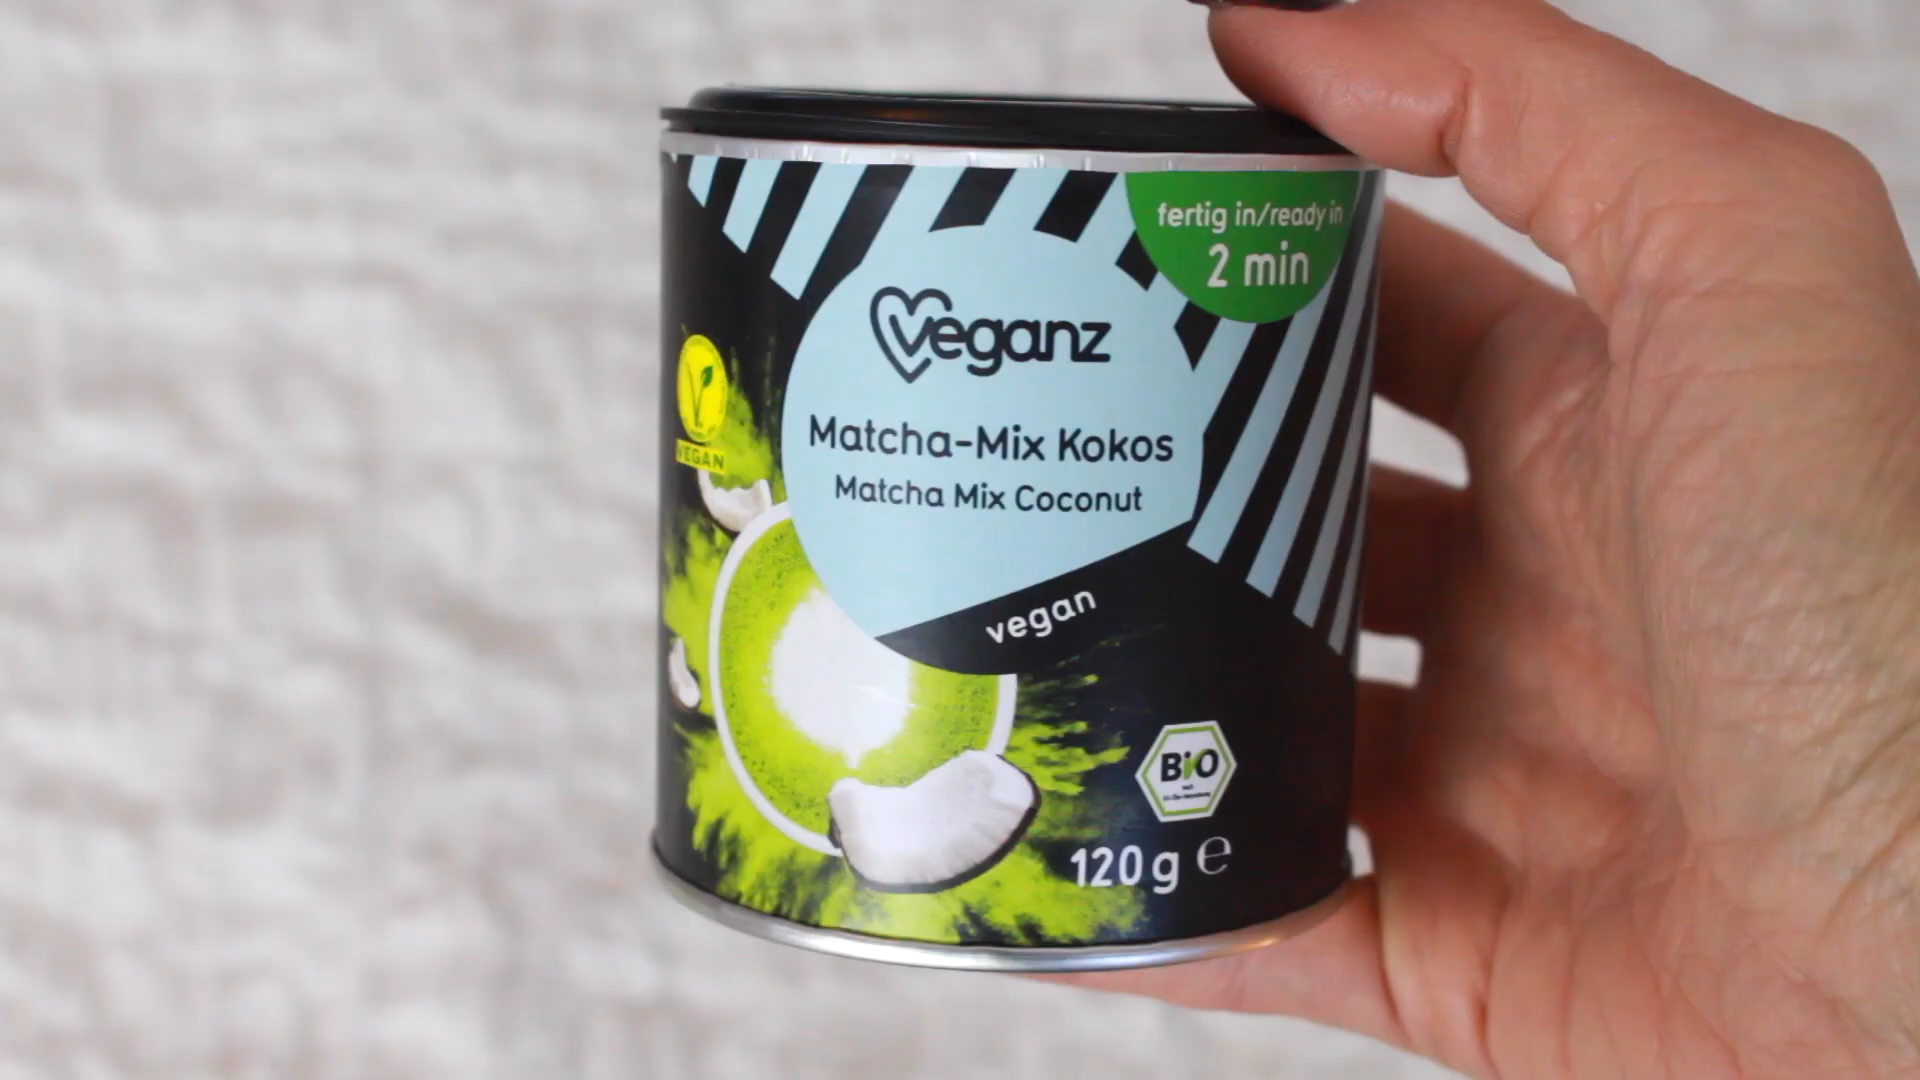 fertig in/ready in
2 min
veganz
Matcha-Mix Kokos
Matcha Mix Coconut
VEGAN
vegan
BiO
120 g e